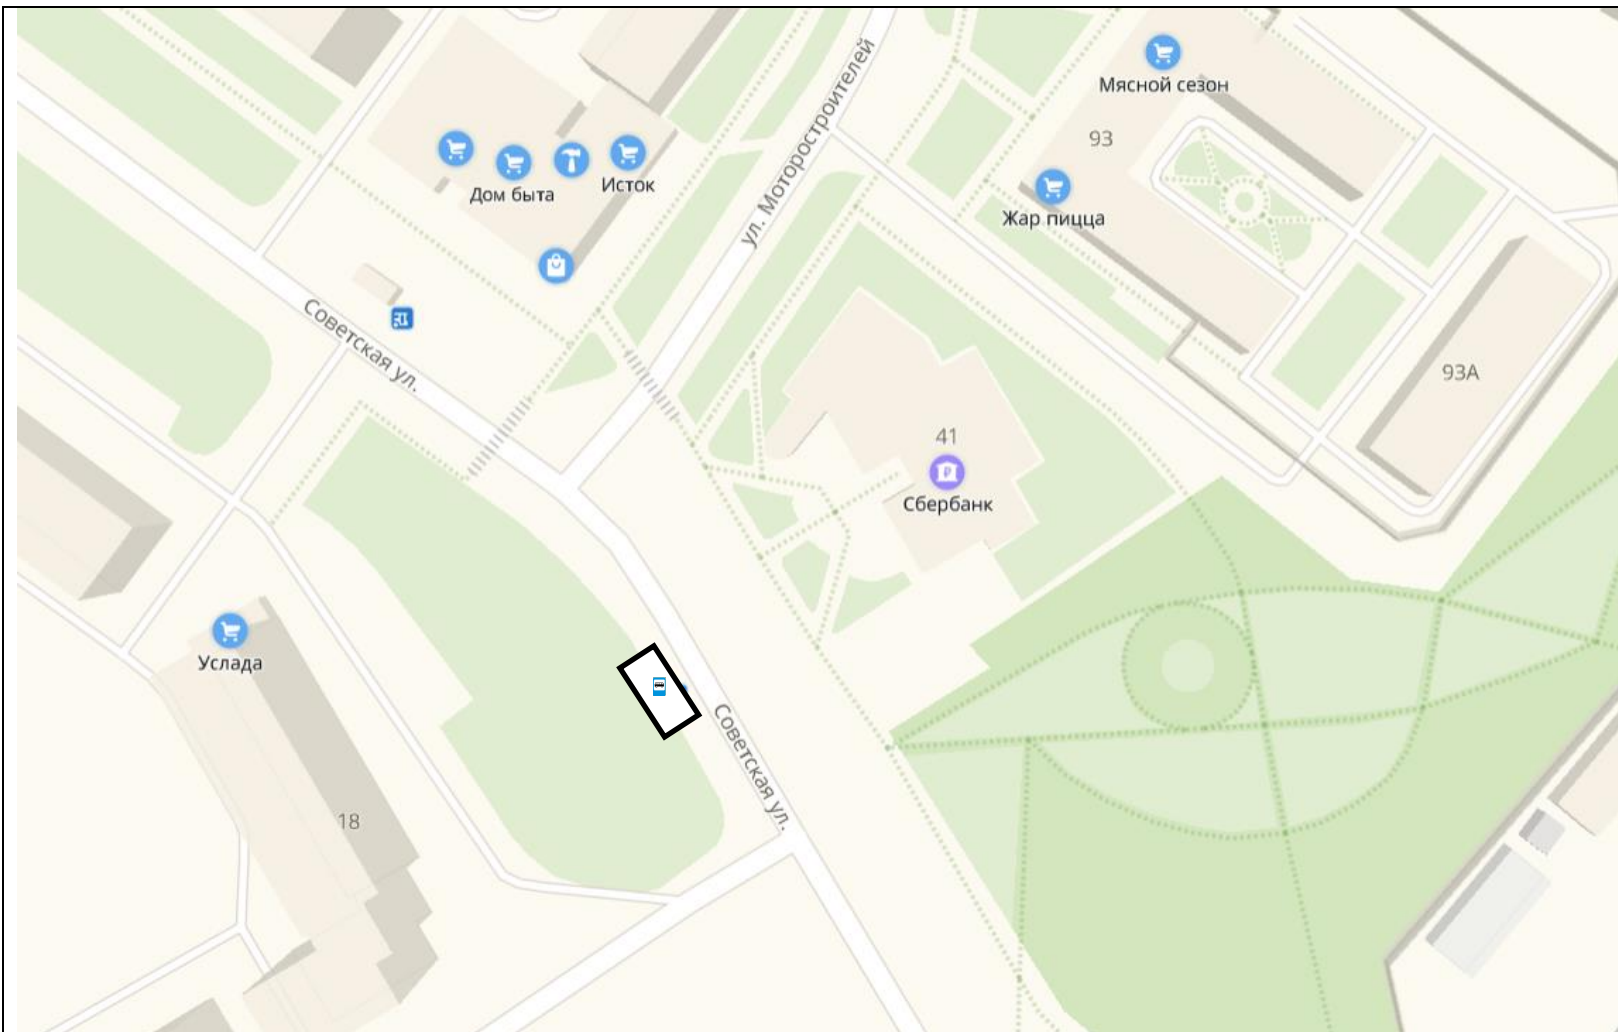 Мясной сезон
93
ул. Моторостроителей
Дом быта
Исток
Жар пицца
Советская ул.
93А
41
Сбербанк
Услада
Советская ул.
18